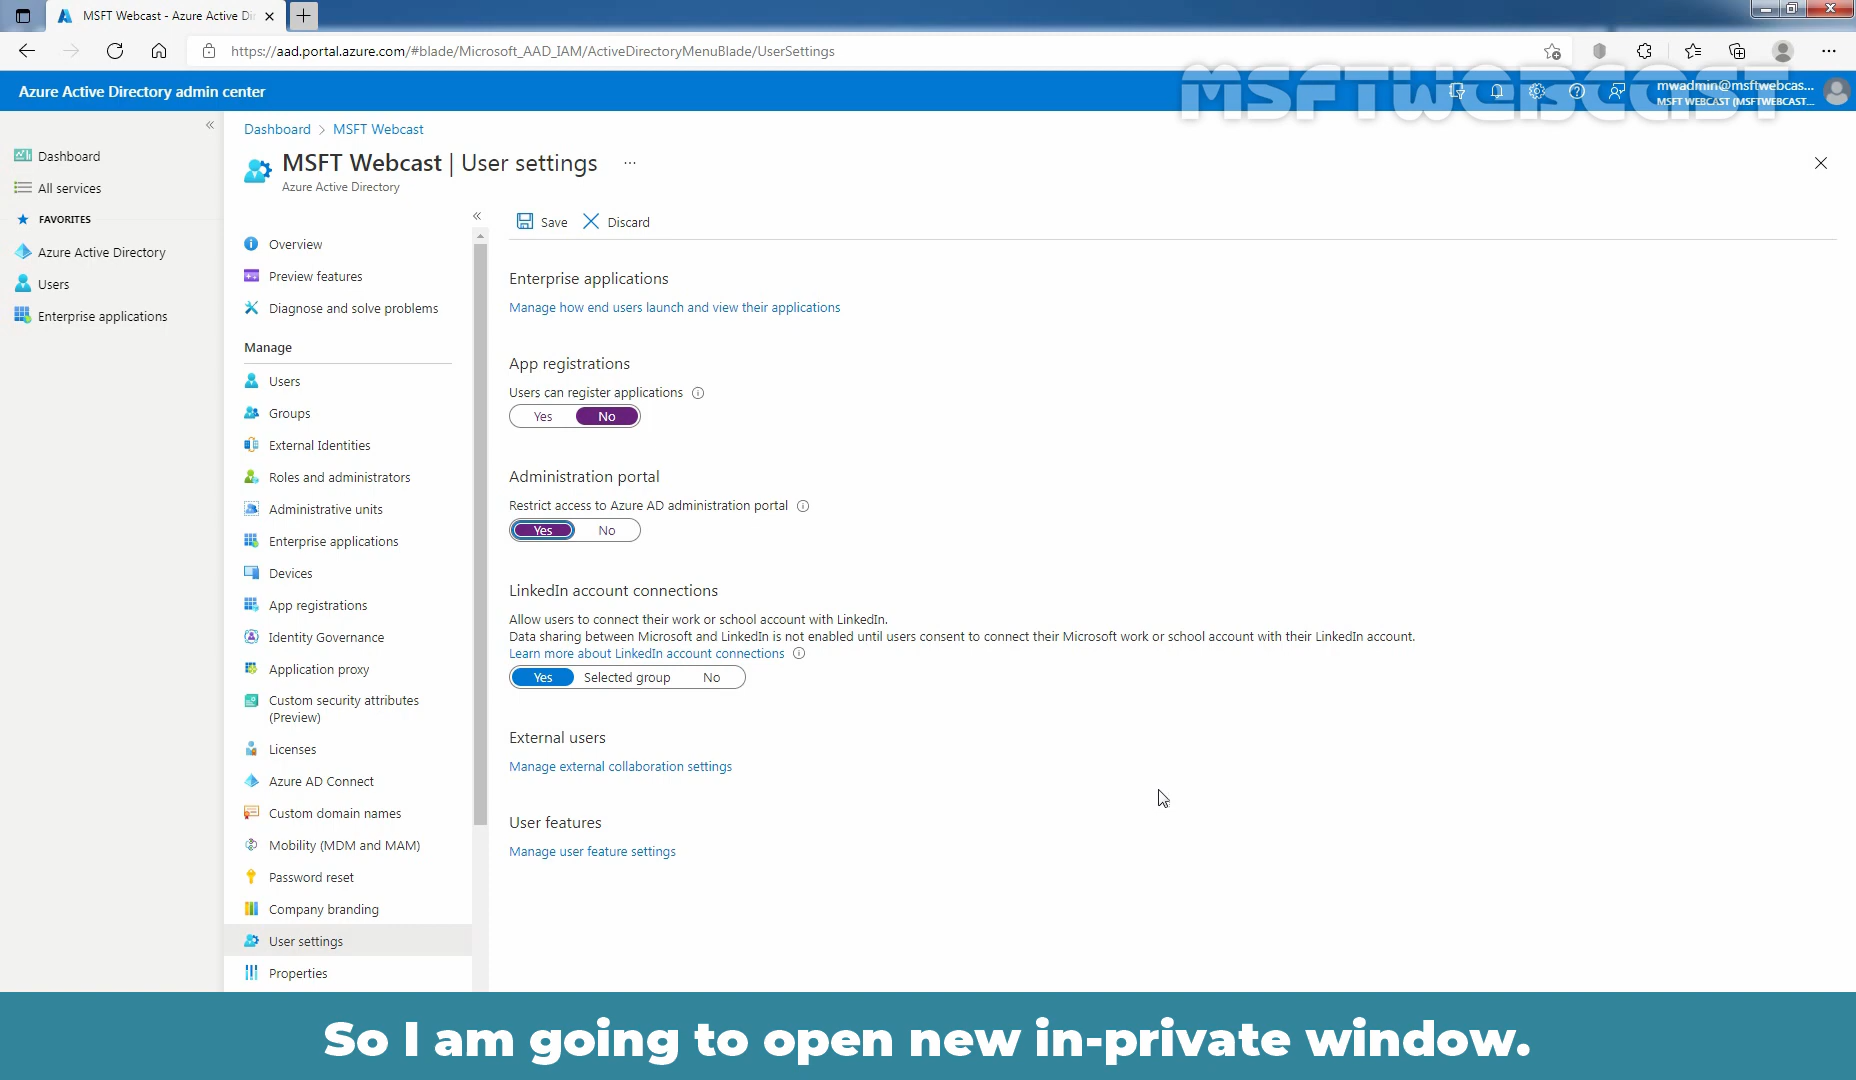 MSFT Webcast - Azure Active Di
https://aad.portal.azure.com/#blade/Microsoft_AAD_IAM/ActiveDirectoryMenuBlade/UserSettings
Azure Active Directory admin center
MSFTWEBCAST
mwadmin@msftwebcas...
MSFT WEBCAST (MSFTWEBCAST....
Dashboard
All services
FAVORITES
Azure Active Directory
Users
Enterprise applications
Dashboard > MSFT Webcast
MSFT Webcast | User settings ...
Azure Active Directory
Overview
Preview features
Diagnose and solve problems
Manage
Users
Groups
External Identities
Roles and administrators
Administrative units
Enterprise applications
Devices
App registrations
Identity Governance
Application proxy
Custom security attributes
(Preview)
Licenses
Azure AD Connect
Custom domain names
Mobility (MDM and MAM)
Password reset
Company branding
User settings
Properties
Save Discard
Enterprise applications
Manage how end users launch and view their applications
App registrations
Users can register applications
Yes No
Administration portal
Restrict access to Azure AD administration portal
Yes No
LinkedIn account connections
Allow users to connect their work or school account with LinkedIn.
Data sharing between Microsoft and LinkedIn is not enabled until users consent to connect their Microsoft work or school account with their LinkedIn account.
Learn more about LinkedIn account connections
Yes Selected group No
External users
Manage external collaboration settings
User features
Manage user feature settings
So I am going to open new in-private window.